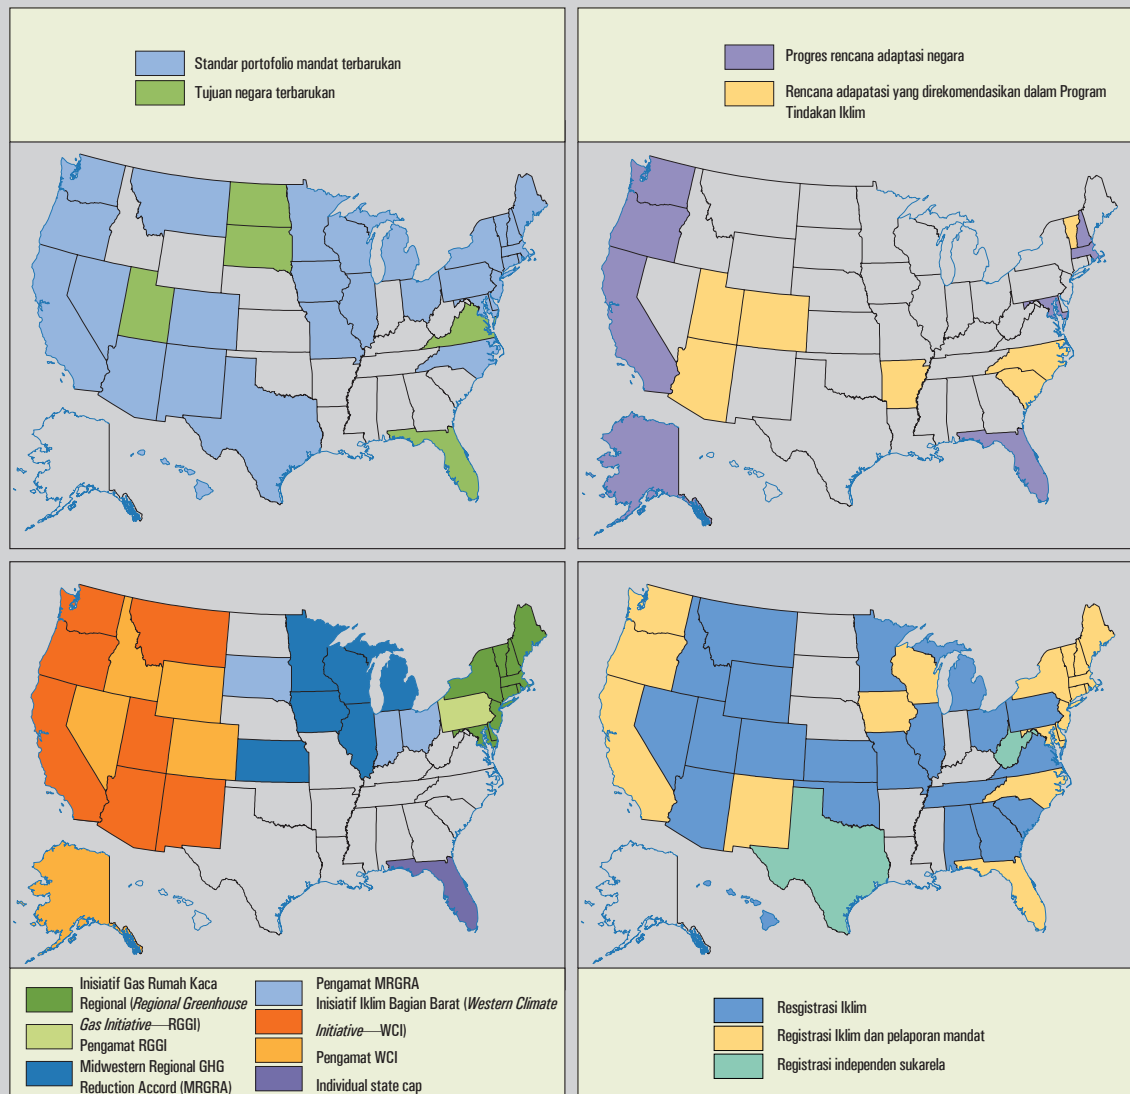 Standar portofolio mandat terbarukan
Tujuan negara terbarukan
Progres rencana adaptasi negara
Rencana adapatasi yang direkomendasikan dalam Program
Tindakan Iklim
Inisiatif Gas Rumah Kaca
Regional (Regional Greenhouse
Gas Initiative—RGGI)
Pengamat RGGI
Midwestern Regional GHG
Reduction Accord (MRGRA)
Pengamat MRGRA
Inisiatif Iklim Bagian Barat (Western Climate
Initiative—WCI)
Pengamat WCI
Individual state cap
Resgistrasi Iklim
Registrasi Iklim dan pelaporan mandat
Registrasi independen sukarela